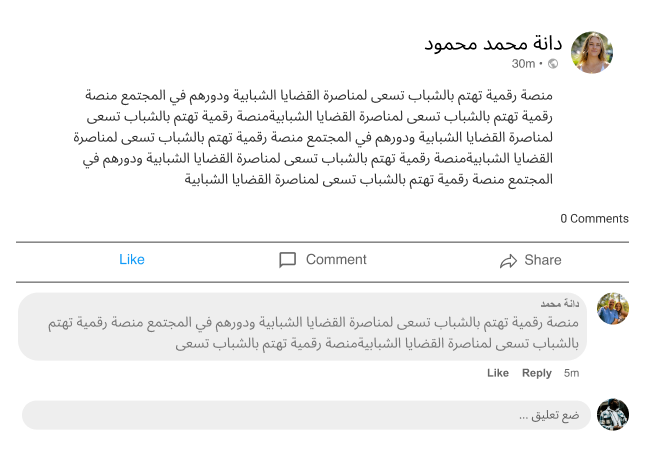 دانة محمد محمود
30m •
منصة رقمية تهتم بالشباب تسعى لمناصرة القضايا الشبابية ودورهم في المجتمع منصة
رقمية تهتم بالشباب تسعى لمناصرة القضايا الشبابيةمنصة رقمية تهتم بالشباب تسعى
لمناصرة القضايا الشبابية ودورهم في المجتمع منصة رقمية تهتم بالشباب تسعى لمناصرة
القضايا الشبابيةمنصة رقمية تهتم بالشباب تسعى لمناصرة القضايا الشبابية ودورهم في
المجتمع منصة رقمية تهتم بالشباب تسعى لمناصرة القضايا الشبابية
0 Comments
Like Comment Share
دانة محمد
منصة رقمية تهتم بالشباب تسعى لمناصرة القضايا الشبابية ودورهم في المجتمع منصة رقمية تهتم
بالشباب تسعى لمناصرة القضايا الشبابيةمنصة رقمية تهتم بالشباب تسعى
Like Reply 5m
ضع تعليق ...